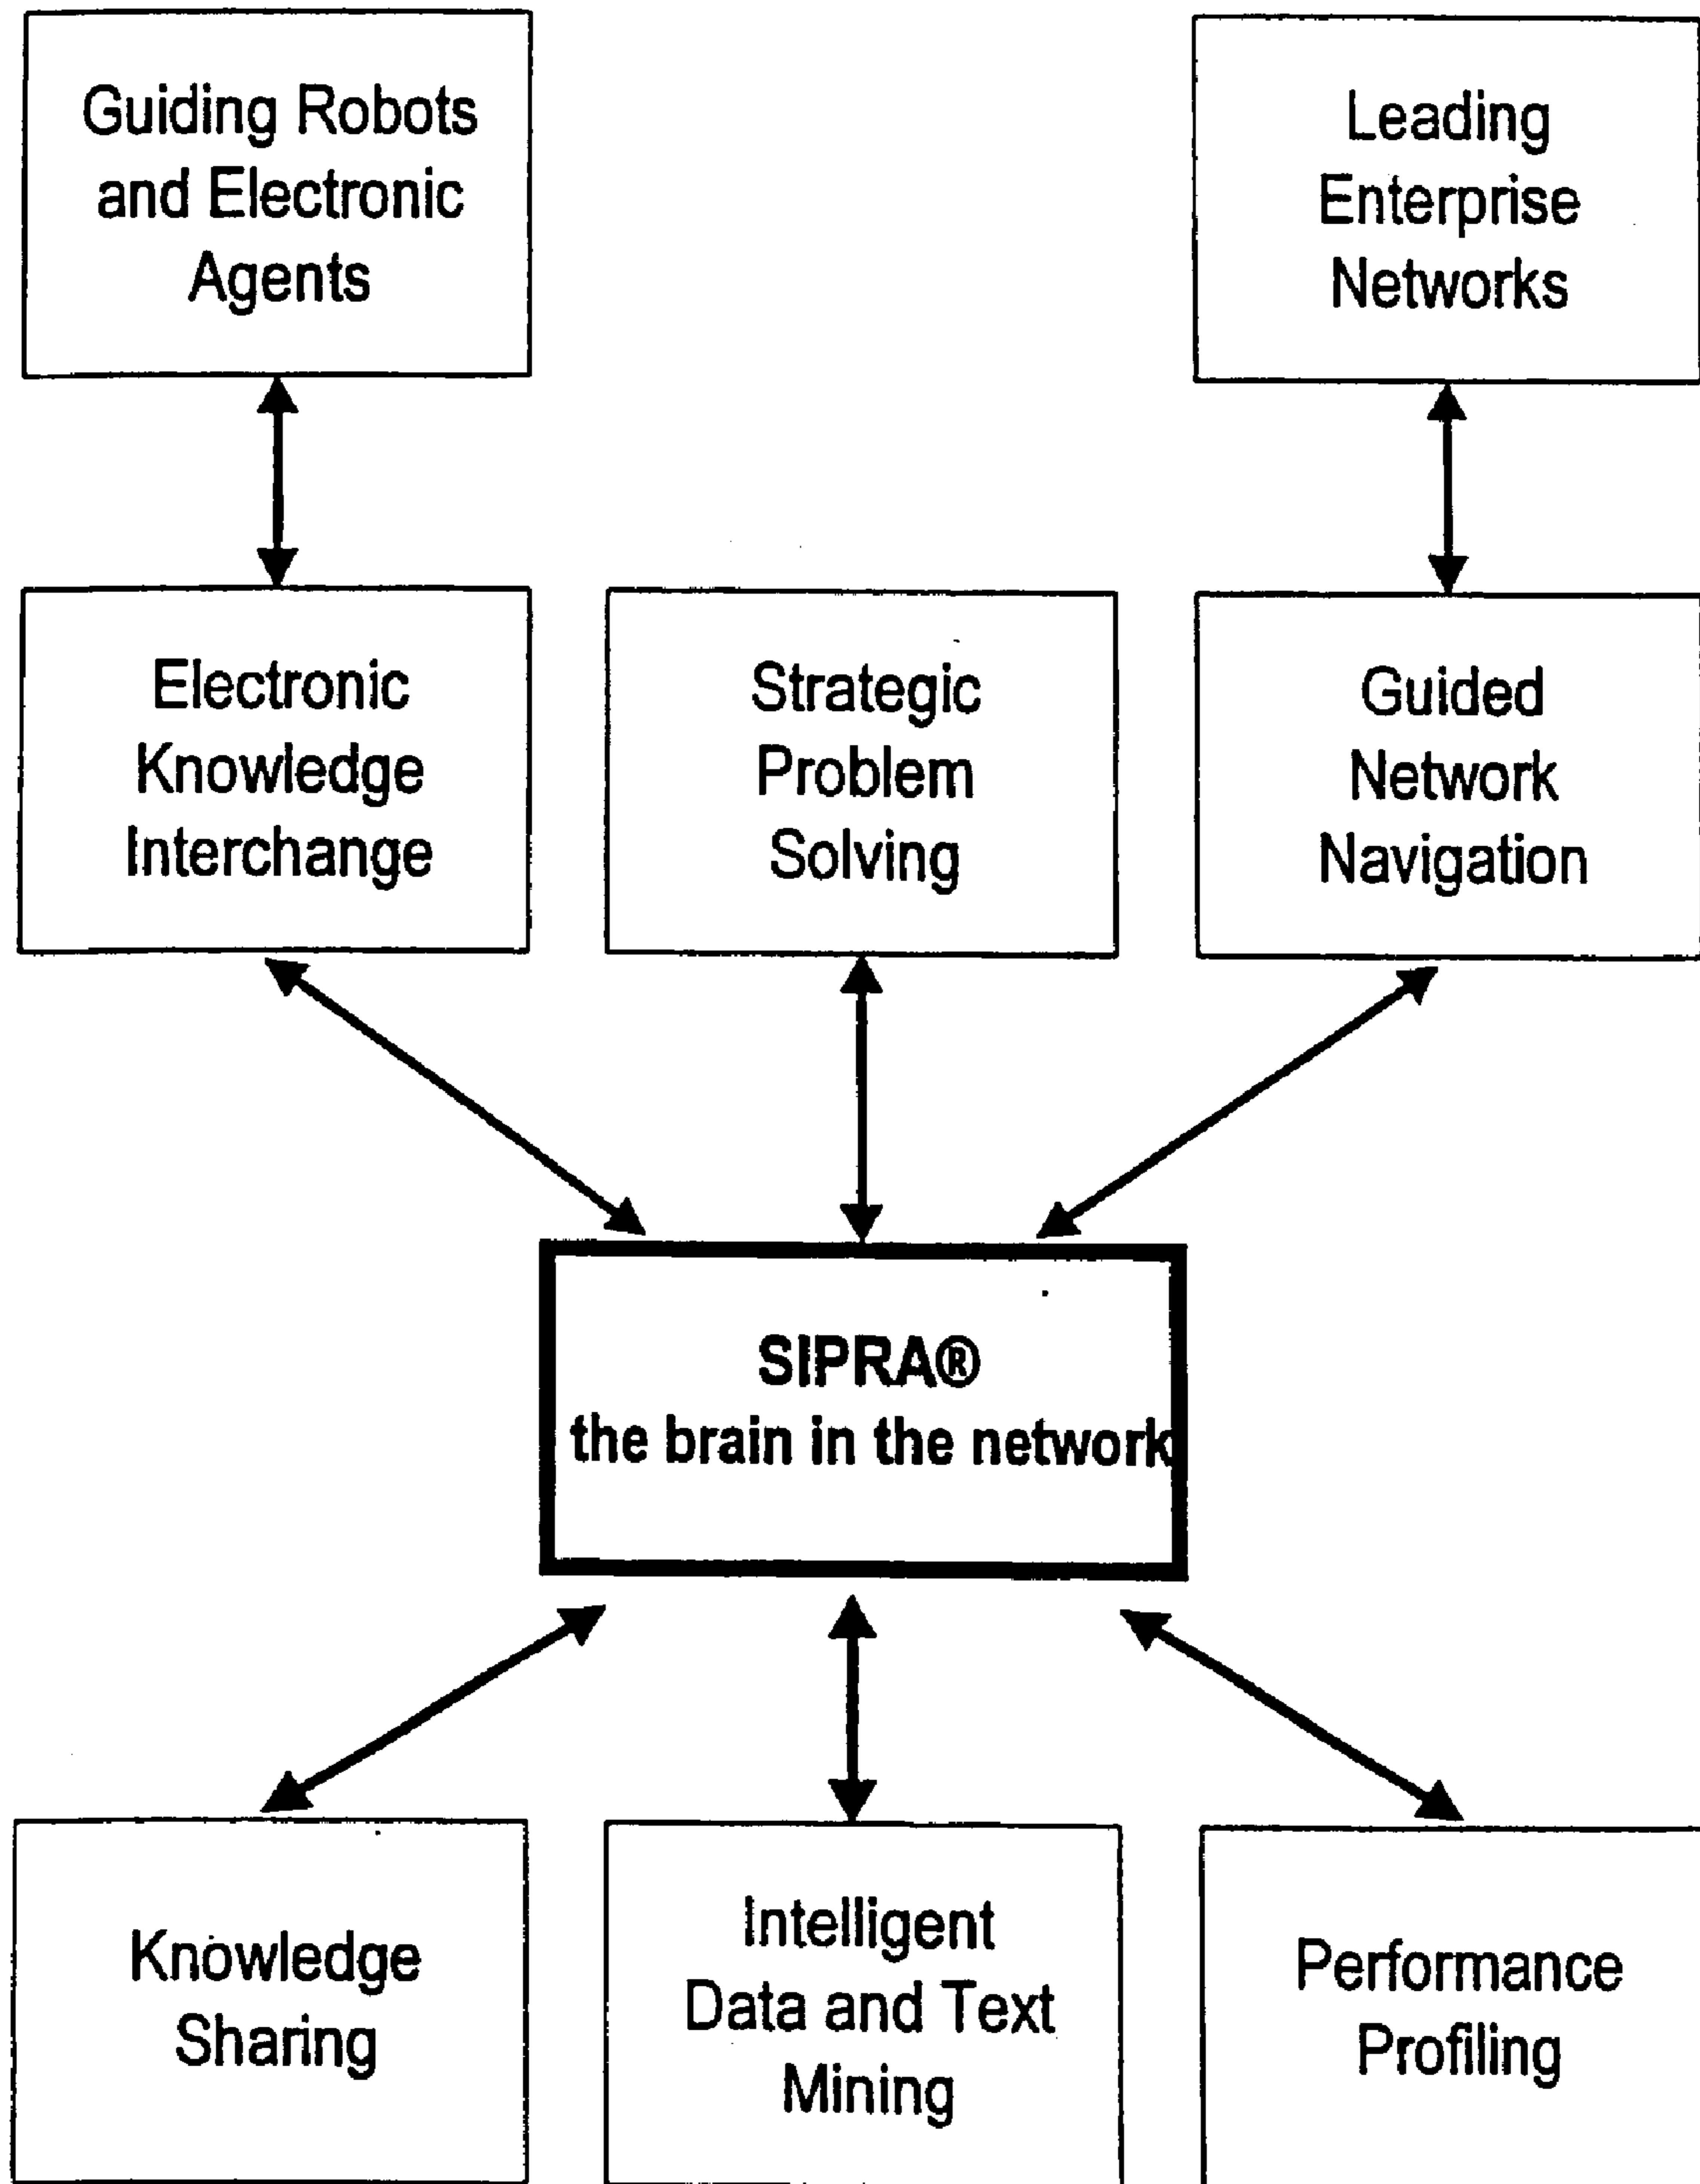 Guiding Robots
and Electronic
Agents
Leading
Enterprise
Networks
Electronic
Knowledge
Interchange
Strategic
Problem
Solving
Guided
Network
Navigation
SIPRA®
the brain in the network
Knowledge
Sharing
Intelligent
Data and Text
Mining
Performance
Profiling